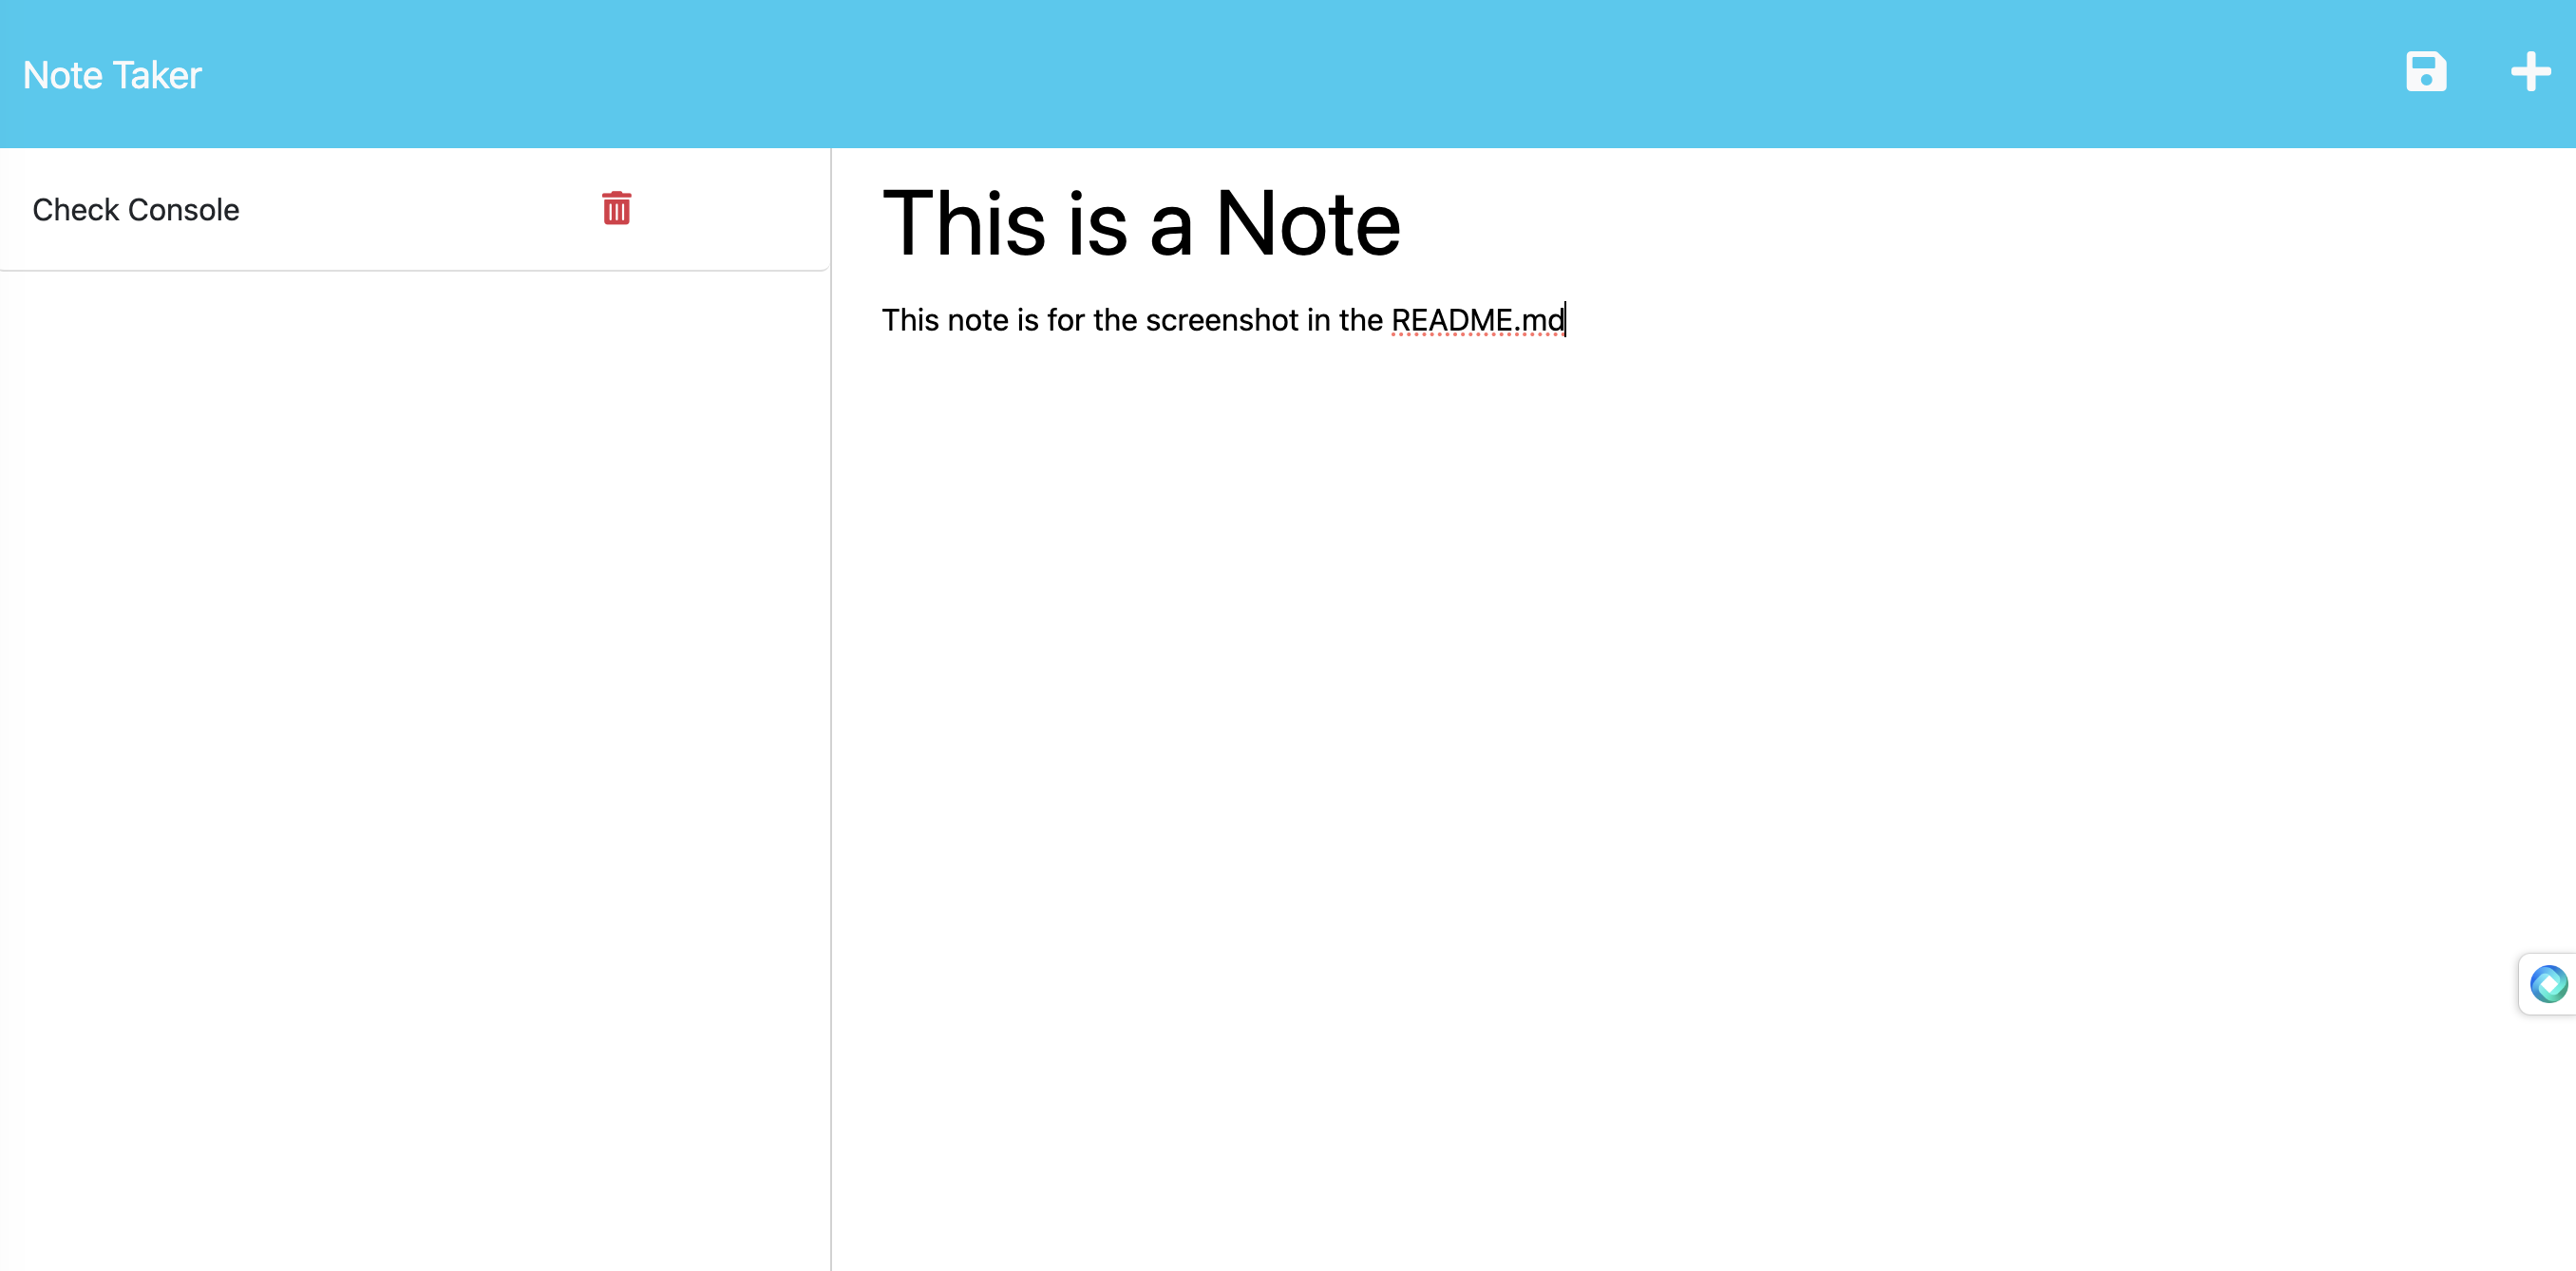 Note Taker
Check Console
This is a Note
This note is for the screenshot in the README.md